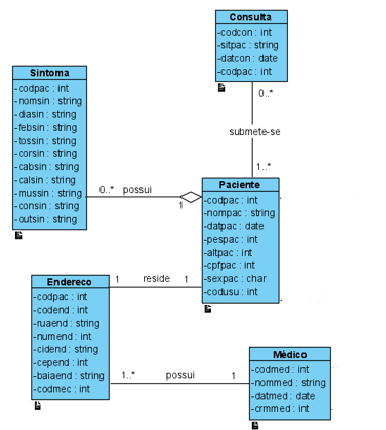 Consulta
-codcon : int
-sitpac : string
-datcon : date
-codpac : int
0..*
submete-se
1..*
Sintoma
-codpac : int
-nomsin : string
-diasin : string
-febsin : string
-tossin : string
-corsin : string
-cabsin : string
-calsin : string
-mussin : string
-consin : string
-outsin : string
0..*
possui
1
Paciente
-codpac : int
-nompac : string
-datpac : date
-pespac : int
-altpac : int
-cpfpac : int
-sexpac : char
-codusu : int
Endereco
-codpac : int
-codend : int
-ruaend : string
-numend : int
-cidend : string
-cepend : int
-baiaend : string
-codmec : int
1
reside
1
1..*
possui
1
Médico
-codmed : int
-nommed : string
-datmed : date
-crmmed : int